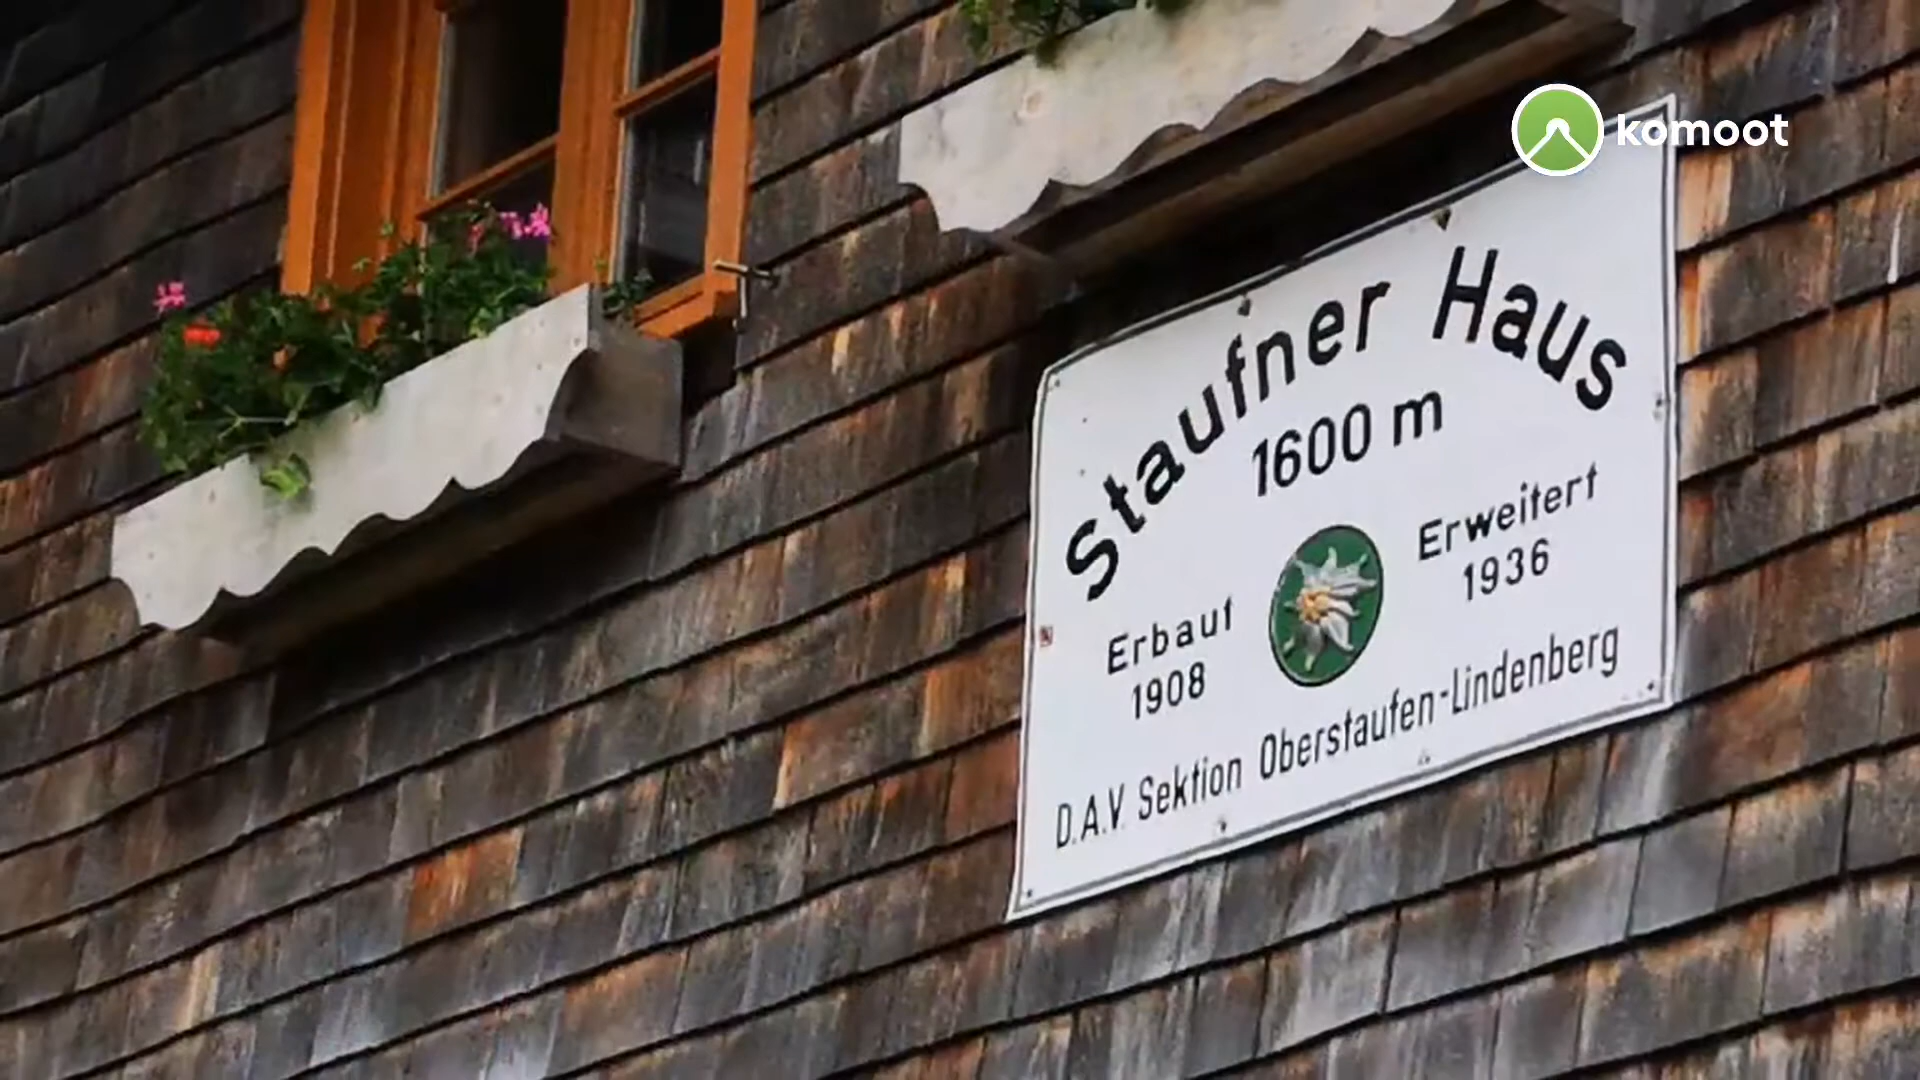 komoot
Staufner Haus
1600 m
Erbaut
1908
Erweitert
1936
D.A.V. Sektion Oberstaufen-Lindenberg